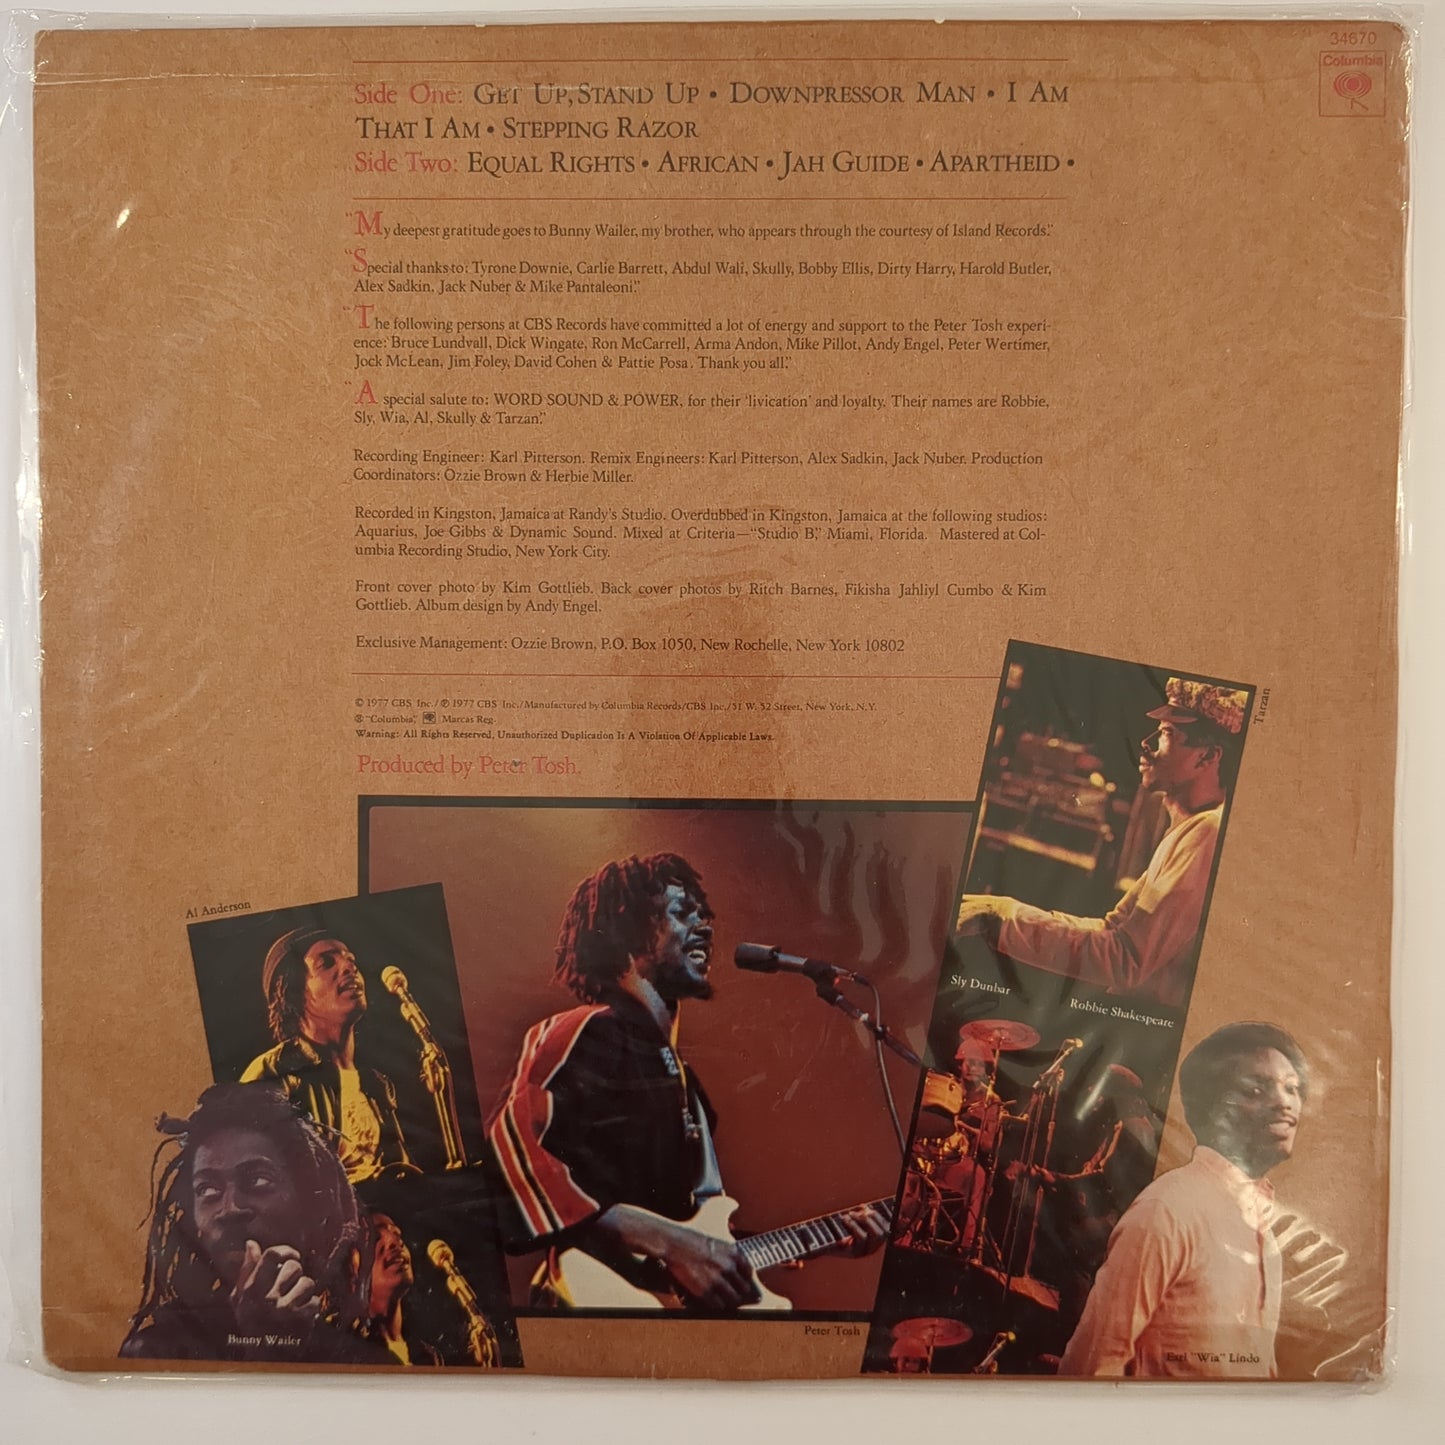 34670
Columbia
Side One: GET UP, STAND UP • DOWNPRESSOR MAN • I AM
THAT I AM • STEPPING RAZOR
Side Two: EQUAL RIGHTS • AFRICAN • JAH GUIDE • APARTHEID •
"My deepest gratitude goes to Bunny Wailer, my brother, who appears through the courtesy of Island Records."
"Special thanks to: Tyrone Downie, Carlie Barrett, Abdul Wali, Skully, Bobby Ellis, Dirty Harry, Harold Butler,
Alex Sadkin, Jack Nuber & Mike Pantaleoni."
"The following persons at CBS Records have committed a lot of energy and support to the Peter Tosh experi-
ence: Bruce Lundvall, Dick Wingate, Ron McCarrell, Arma Andon, Mike Pillot, Andy Engel, Peter Wertimer,
Jock McLean, Jim Foley, David Cohen & Pattie Posa. Thank you all."
"A special salute to: WORD SOUND & POWER, for their 'livication' and loyalty. Their names are Robbie,
Sly, Wia, Al, Skully & Tarzan."
Recording Engineer: Karl Pitterson. Remix Engineers: Karl Pitterson, Alex Sadkin, Jack Nuber. Production
Coordinators: Ozzie Brown & Herbie Miller.
Recorded in Kingston, Jamaica at Randy's Studio. Overdubbed in Kingston, Jamaica at the following studios:
Aquarius, Joe Gibbs & Dynamic Sound. Mixed at Criteria—"Studio B," Miami, Florida. Mastered at Col-
umbia Recording Studio, New York City.
Front cover photo by Kim Gottlieb. Back cover photos by Ritch Barnes, Fikisha Jahliyl Cumbo & Kim
Gottlieb. Album design by Andy Engel.
Exclusive Management: Ozzie Brown, P.O. Box 1050, New Rochelle, New York 10802
© 1977 CBS Inc./℗ 1977 CBS Inc./Manufactured by Columbia Records/CBS Inc./51 W. 52 Street, New York, N.Y.
® "Columbia," Marcas Reg.
Warning: All Rights Reserved, Unauthorized Duplication Is A Violation Of Applicable Laws.
Produced by Peter Tosh.
Tarzan
Al Anderson
Sly Dunbar
Robbie Shakespeare
Bunny Wailer
Peter Tosh
Earl "Wia" Lindo